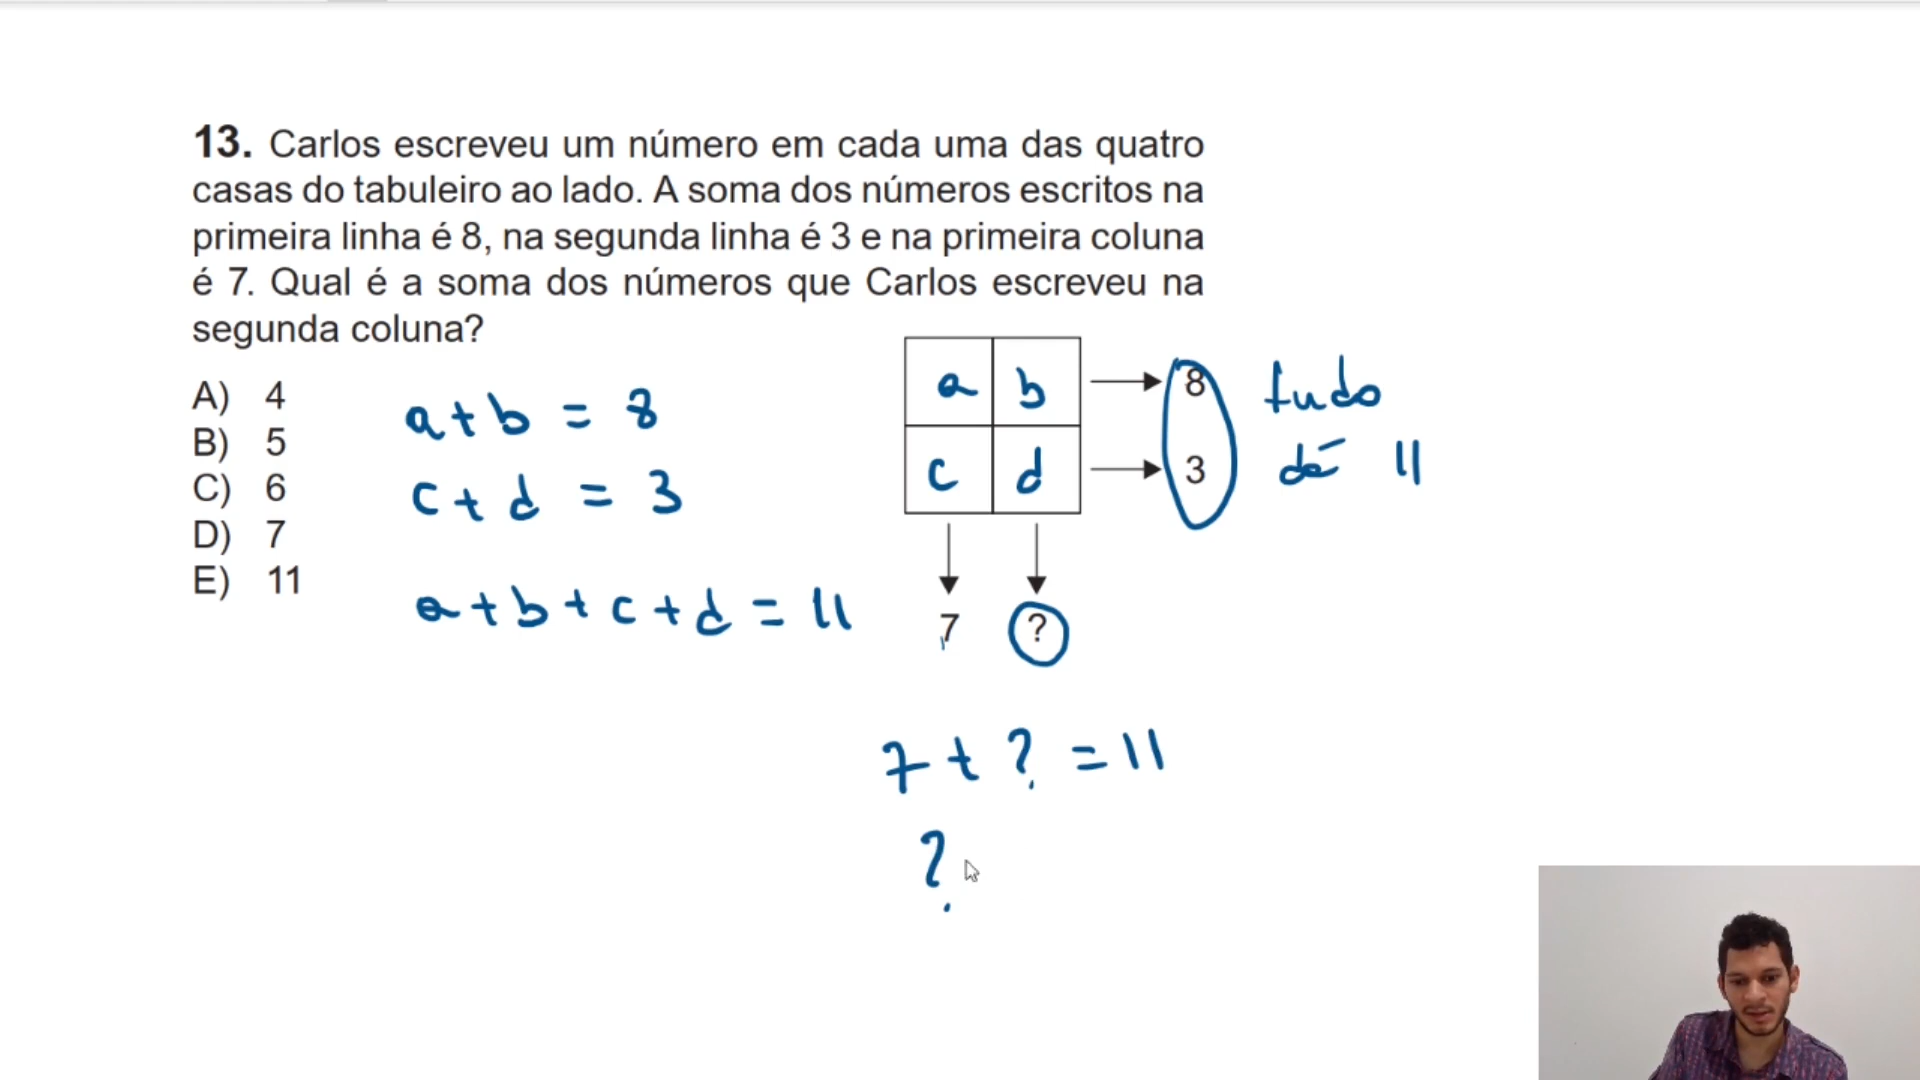 13. Carlos escreveu um número em cada uma das quatro
casas do tabuleiro ao lado. A soma dos números escritos na
primeira linha é 8, na segunda linha é 3 e na primeira coluna
é 7. Qual é a soma dos números que Carlos escreveu na
segunda coluna?
A) 4
B) 5
C) 6
D) 7
E) 11
a + b = 8
c + d = 3
a + b + c + d = 11
a b 8
c d 3
7 ?
tudo
dá 11
7 + ? = 11
?